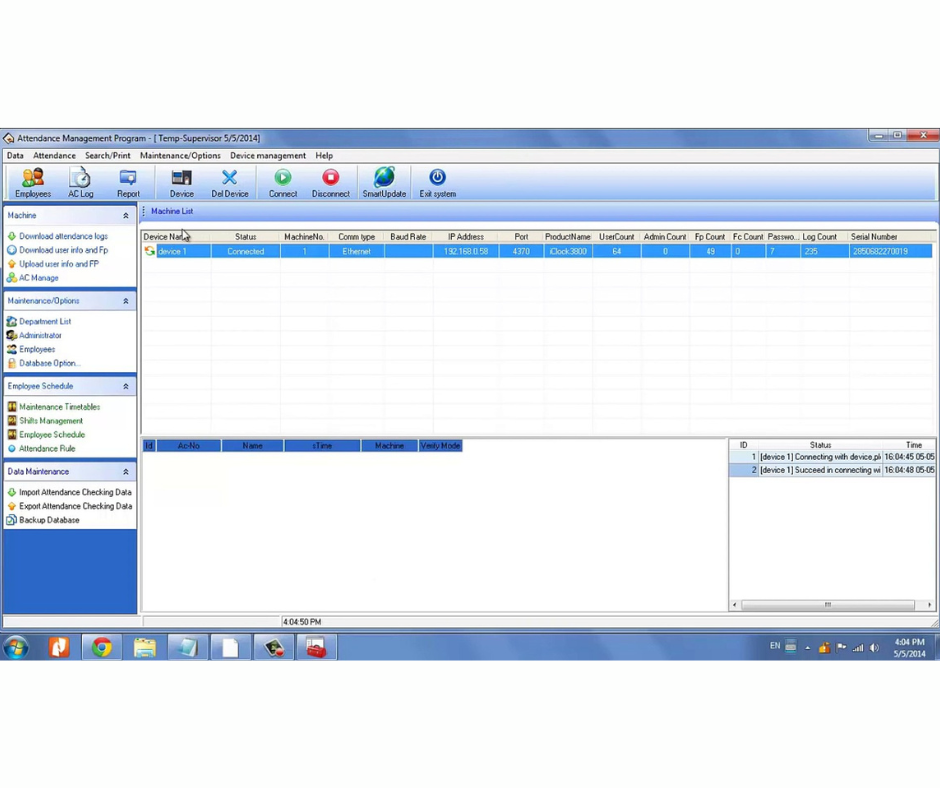 Attendance Management Program - [ Temp-Supervisor 5/5/2014]
Data Attendance Search/Print Maintenance/Options Device management Help
Employees AC Log Report Device Del Device Connect Disconnect SmartUpdate Exit system
Machine
Download attendance logs
Download user info and Fp
Upload user info and FP
AC Manage
Maintenance/Options
Department List
Administrator
Employees
Database Option...
Employee Schedule
Maintenance Timetables
Shifts Management
Employee Schedule
Attendance Rule
Data Maintenance
Import Attendance Checking Data
Export Attendance Checking Data
Backup Database
Machine List
Device Name Status MachineNo. Comm type Baud Rate IP Address Port ProductName UserCount Admin Count Fp Count Fc Count Passwo... Log Count Serial Number
device 1 Connected 1 Ethernet 192.168.0.58 4370 iClock3800 64 0 49 0 7 235 2850682270019
Id Ac-No Name sTime Machine Verify Mode
ID Status Time
1 [device 1] Connecting with device,pl 16:04:45 05-05
2 [device 1] Succeed in connecting wi 16:04:48 05-05
4:04:50 PM
EN
4:04 PM
5/5/2014